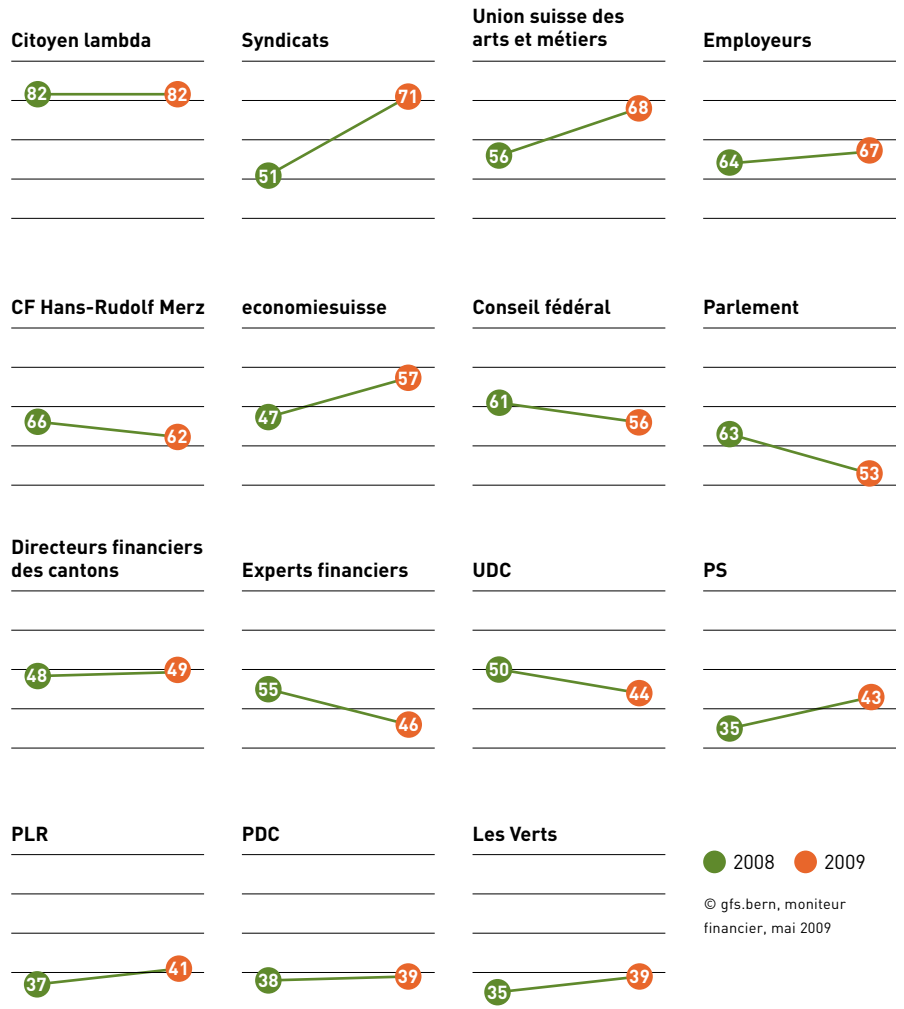 Citoyen lambda
82 82
Syndicats
51 71
Union suisse des
arts et métiers
56 68
Employeurs
64 67
CF Hans-Rudolf Merz
66 62
economiesuisse
47 57
Conseil fédéral
61 56
Parlement
63 53
Directeurs financiers
des cantons
48 49
Experts financiers
55 46
UDC
50 44
PS
35 43
PLR
37 41
PDC
38 39
Les Verts
35 39
2008 2009
© gfs.bern, moniteur
financier, mai 2009